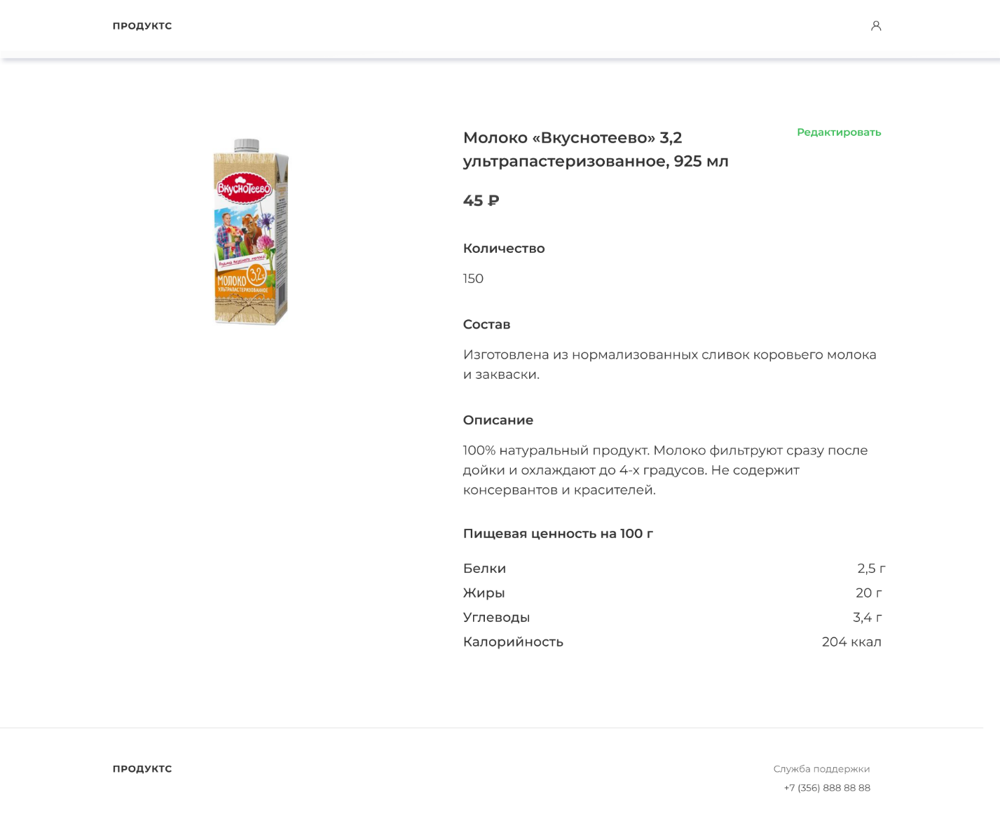 ПРОДУКТС
Молоко «Вкуснотеево» 3,2
ультрапастеризованное, 925 мл
Редактировать
45 ₽
Количество
150
Состав
Изготовлена из нормализованных сливок коровьего молока
и закваски.
Описание
100% натуральный продукт. Молоко фильтруют сразу после
дойки и охлаждают до 4-х градусов. Не содержит
консервантов и красителей.
Пищевая ценность на 100 г
Белки 2,5 г
Жиры 20 г
Углеводы 3,4 г
Калорийность 204 ккал
ВкусноТеево
Родина вкусного молока
МОЛОКО 3,2%
УЛЬТРАПАСТЕРИЗОВАННОЕ
ПРОДУКТС
Служба поддержки
+7 (356) 888 88 88